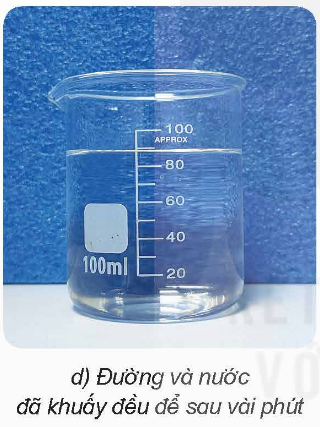 100
APPROX
80
60
40
100ml
20
d) Đường và nước
đã khuấy đều để sau vài phút